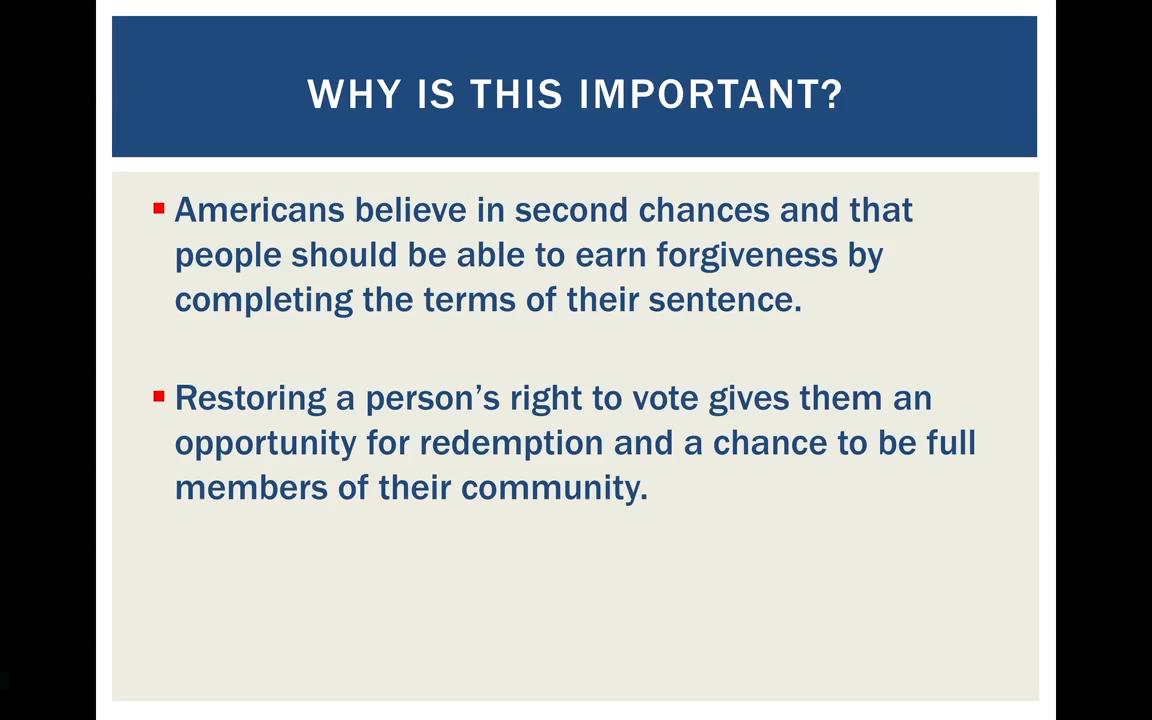 WHY IS THIS IMPORTANT?
Americans believe in second chances and that
people should be able to earn forgiveness by
completing the terms of their sentence.
Restoring a person’s right to vote gives them an
opportunity for redemption and a chance to be full
members of their community.